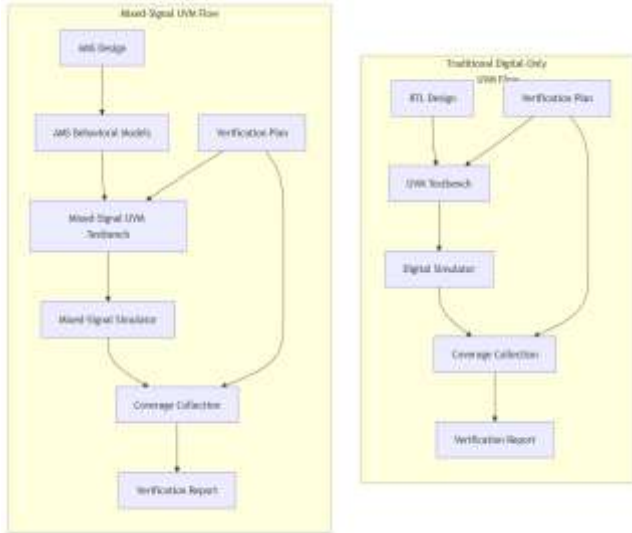 Mixed-Signal UVM Flow
AMS Design
AMS Behavioral Models
Verification Plan
Mixed-Signal UVM
Testbench
Mixed-Signal Simulator
Coverage Collection
Verification Report
Traditional Digital-Only
UVM Flow
RTL Design
Verification Plan
UVM Testbench
Digital Simulator
Coverage Collection
Verification Report